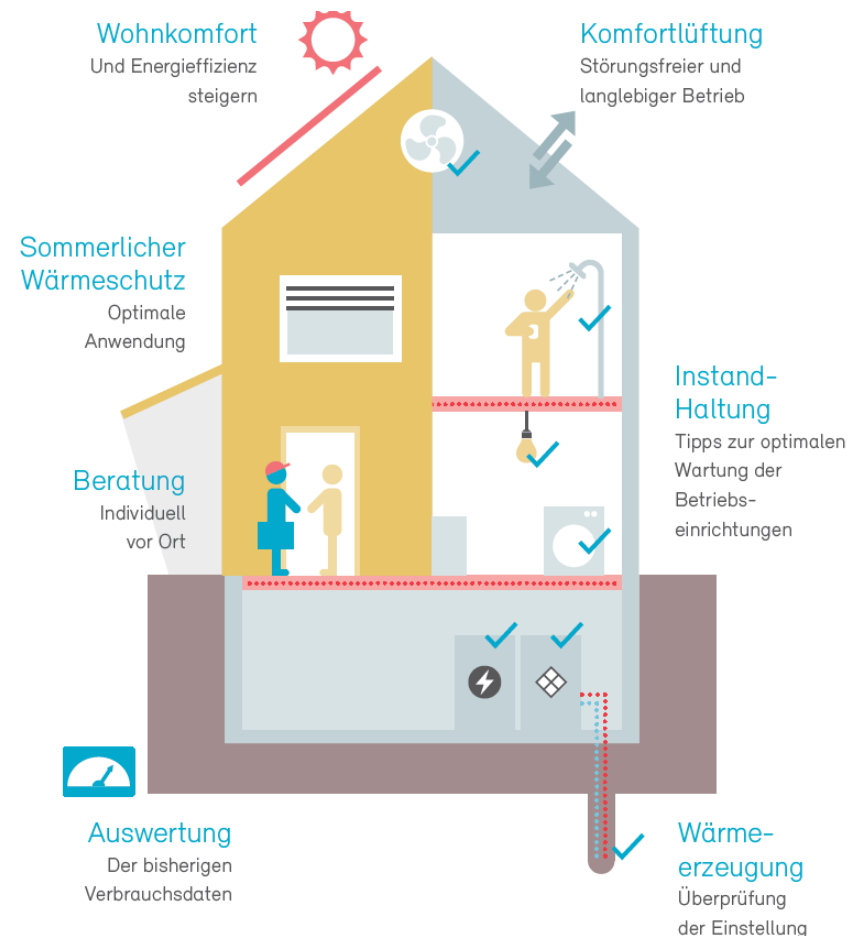 Wohnkomfort
Und Energieffizienz
steigern
Komfortlüftung
Störungsfreier und
langlebiger Betrieb
Sommerlicher
Wärmeschutz
Optimale
Anwendung
Instand-
Haltung
Tipps zur optimalen
Wartung der
Betriebs-
einrichtungen
Beratung
Individuell
vor Ort
Auswertung
Der bisherigen
Verbrauchsdaten
Wärme-
erzeugung
Überprüfung
der Einstellung